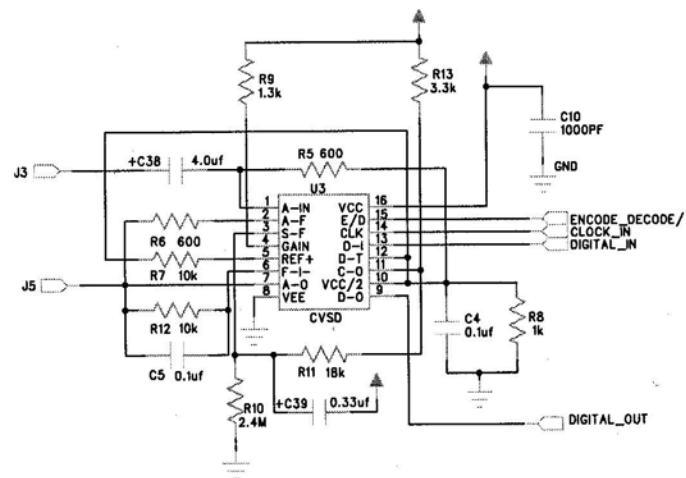 R9
1.3k
R13
3.3k
C10
1000PF
GND
J3
+C38
4.0uf
R5 600
U3
1 A-IN VCC 16
2 A-F E/D 15
3 S-F CLK 14
4 GAIN D-I 13
5 REF+ D-T 12
6 F-I- C-O 11
7 A-O VCC/2 10
8 VEE D-O 9
CVSD
ENCODE_DECODE/
CLOCK_IN
DIGITAL_IN
R6 600
R7 10k
J5
R12 10k
C5 0.1uf
R11 18k
R10
2.4M
+C39 0.33uf
C4
0.1uf
R8
1k
DIGITAL_OUT